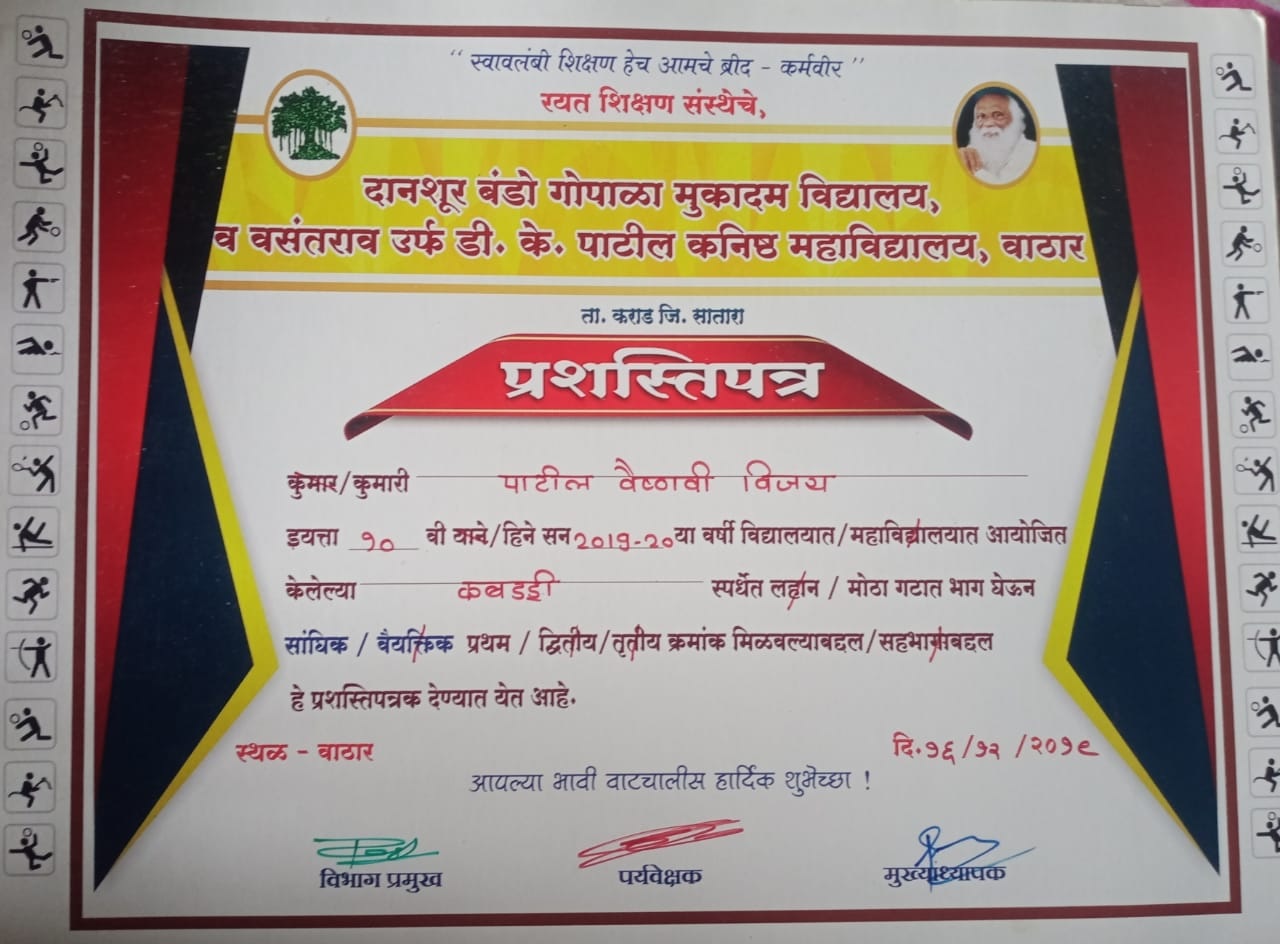 “ स्वावलंबी शिक्षण हेच आमचे ब्रीद - कर्मवीर ”
रयत शिक्षण संस्थेचे,
दानशूर बंडो गोपाळा मुकादम विद्यालय,
व वसंतराव उर्फ डी. के. पाटील कनिष्ठ महाविद्यालय, वाठार
ता. कराड जि. सातारा
प्रशस्तिपत्र
कुमार/कुमारी पाटील वैष्णवी विजय
इयत्ता १० वी याने/हिने सन 2019-20 या वर्षी विद्यालयात/महाविद्यालयात आयोजित
केलेल्या कबड्डी स्पर्धेत लहान / मोठा गटात भाग घेऊन
सांघिक / वैयक्तिक प्रथम / द्वितीय/तृतीय क्रमांक मिळवल्याबद्दल/सहभागाबद्दल
हे प्रशस्तिपत्रक देण्यात येत आहे.
स्थळ - वाठार दि.१६/१२/२०१९
आपल्या भावी वाटचालीस हार्दिक शुभेच्छा !
विभाग प्रमुख पर्यवेक्षक मुख्याध्यापक